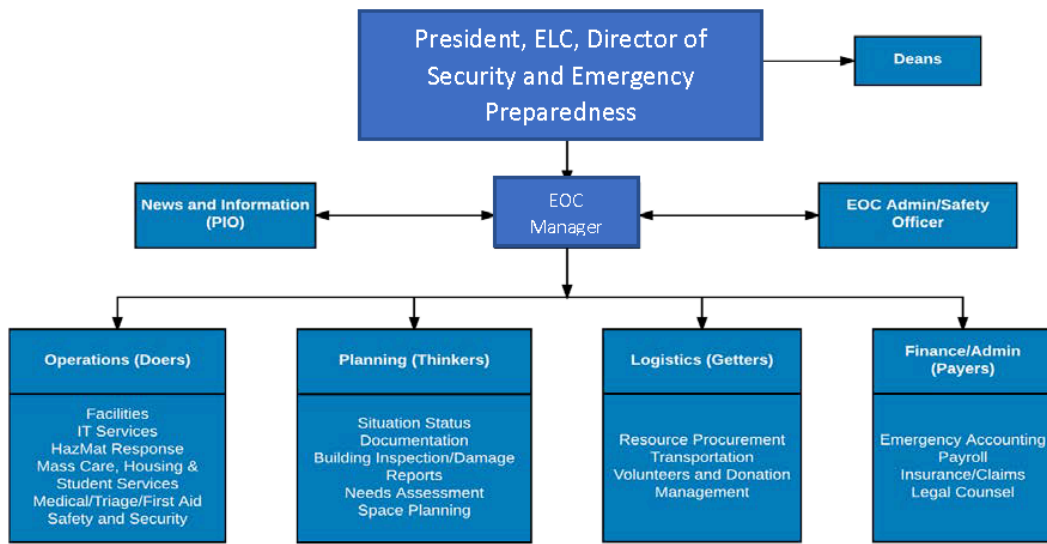 President, ELC, Director of
Security and Emergency
Preparedness
Deans
News and Information
(PIO)
EOC
Manager
EOC Admin/Safety
Officer
Operations (Doers)
Facilities
IT Services
HazMat Response
Mass Care, Housing &
Student Services
Medical/Triage/First Aid
Safety and Security
Planning (Thinkers)
Situation Status
Documentation
Building Inspection/Damage
Reports
Needs Assessment
Space Planning
Logistics (Getters)
Resource Procurement
Transportation
Volunteers and Donation
Management
Finance/Admin
(Payers)
Emergency Accounting
Payroll
Insurance/Claims
Legal Counsel